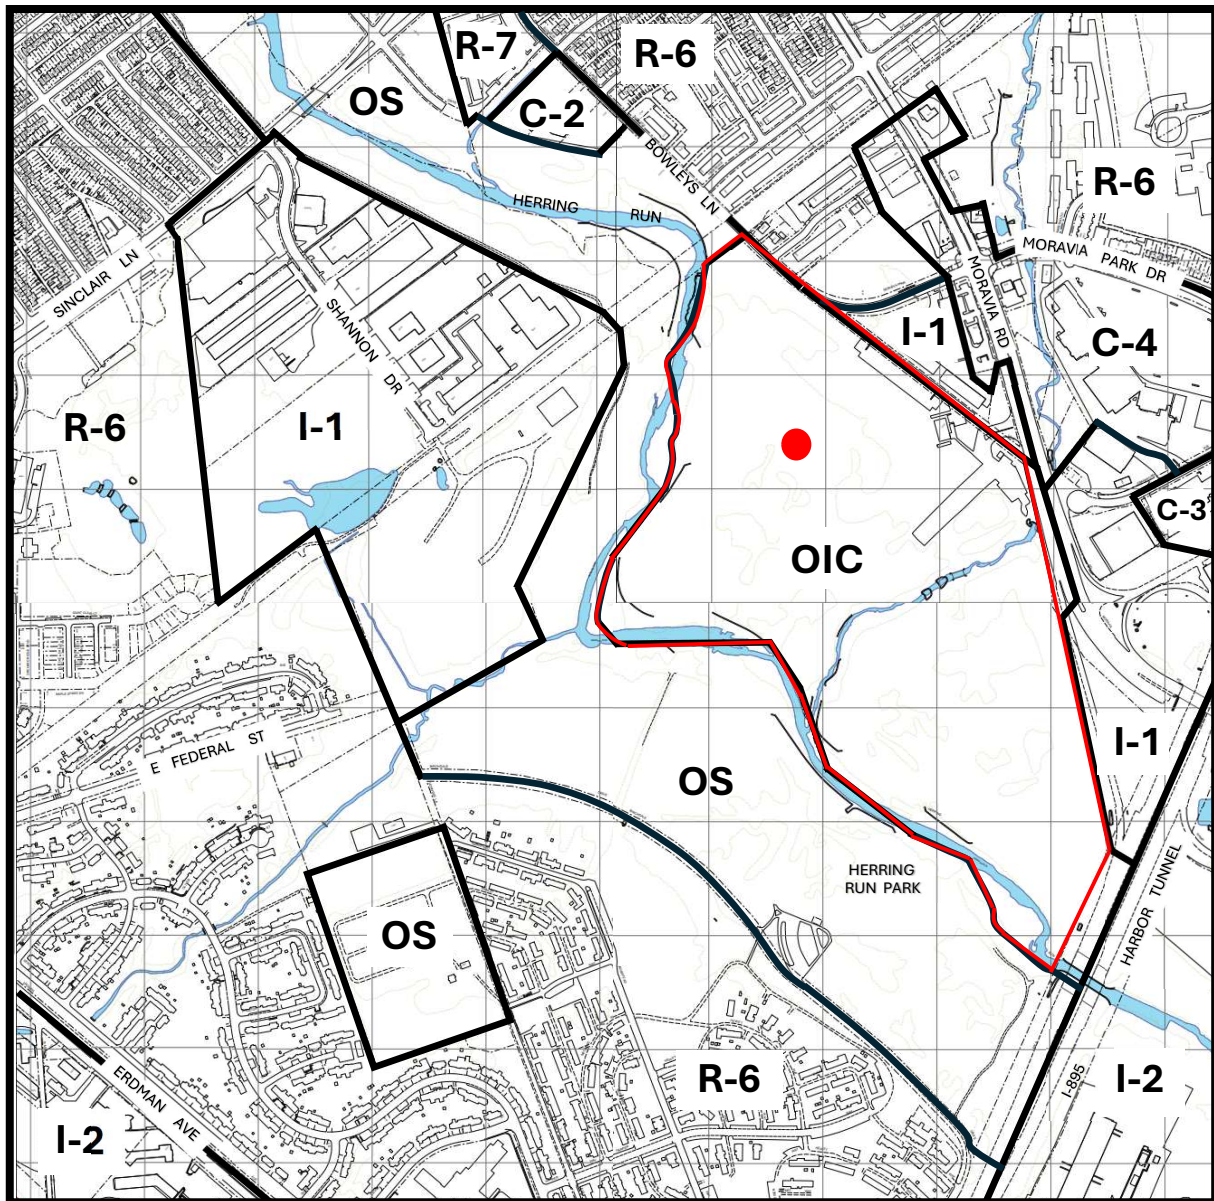 R-7
R-6
OS
C-2
BOWLEYS LN
R-6
HERRING RUN
MORAVIA PARK DR
SINCLAIR LN
SHANNON DR
MORAVIA RD
I-1
C-4
R-6
I-1
C-3
OIC
E FEDERAL ST
I-1
OS
HERRING
RUN PARK
HARBOR TUNNEL
OS
R-6
I-895
I-2
ERDMAN AVE
I-2